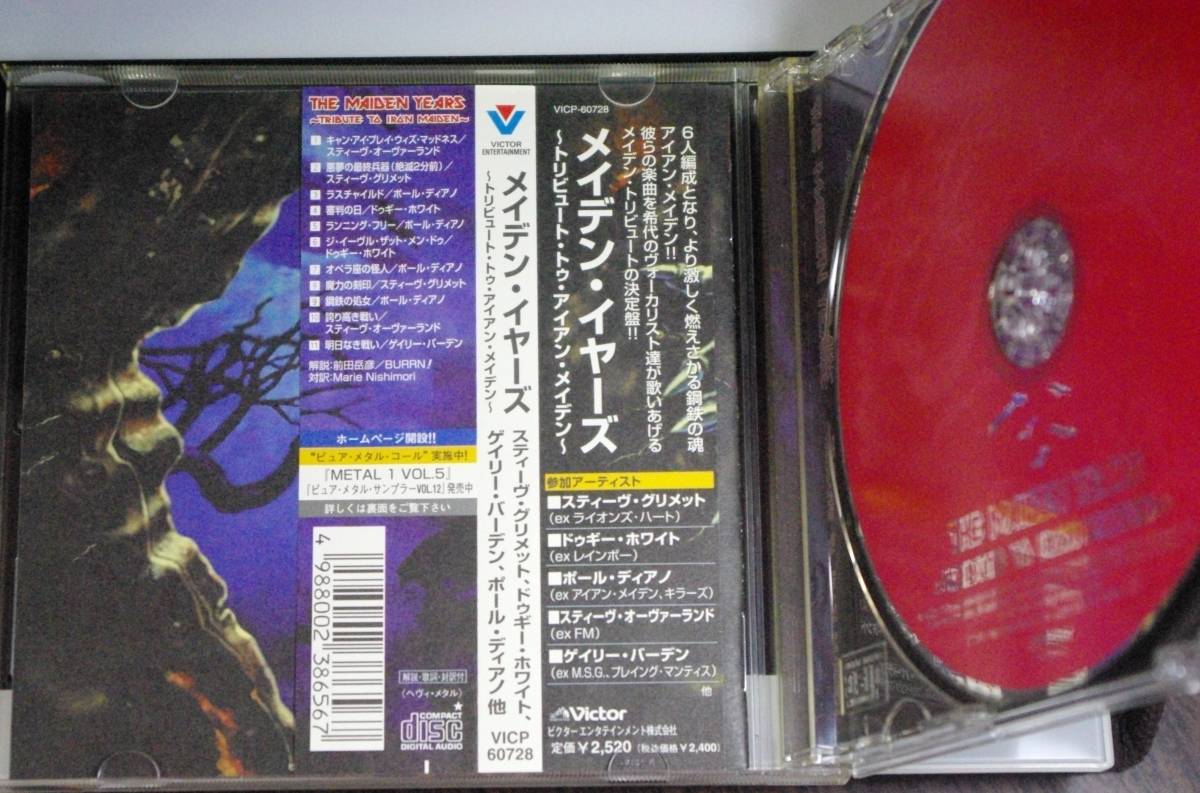 THE MAIDEN YEARS
~TRIBUTE TO IRON MAIDEN~
1 キャン・アイ・プレイ・ウィズ・マッドネス/
スティーヴ・オーヴァーランド
2 悪夢の最終兵器(絶滅2分前)/
スティーヴ・グリメット
3 ラスチャイルド/ポール・ディアノ
4 審判の日/ドゥギー・ホワイト
5 ランニング・フリー/ポール・ディアノ
6 ジ・イーヴル・ザット・メン・ドゥ/
ドゥギー・ホワイト
7 オペラ座の怪人/ポール・ディアノ
8 魔力の刻印/スティーヴ・グリメット
9 鋼鉄の処女/ポール・ディアノ
10 誇り高き戦い/
スティーヴ・オーヴァーランド
11 明日なき戦い/ゲイリー・バーデン
解説:前田岳彦/BURRN!
対訳:Marie Nishimori
ホームページ開設!!
“ピュア・メタル・コール”実施中!
『METAL 1 VOL.5』
『ピュア・メタル・サンプラーVOL.12』発売中
詳しくは裏面をご覧下さい
4 988002 386567
解説・歌詞・対訳付
(ヘヴィ・メタル)
★
COMPACT
disc
DIGITAL AUDIO
VICTOR
ENTERTAINMENT
メイデン・イヤーズ
~トリビュート・トゥ・アイアン・メイデン~
スティーヴ・グリメット、ドゥギー・ホワイト、
ゲイリー・バーデン、ポール・ディアノ 他
VICP
60728
VICP-60728
6人編成となり、より激しく燃えさかる鋼鉄の魂
アイアン・メイデン!!
彼らの楽曲を希代のヴォーカリスト達が歌いあげる
メイデン・トリビュートの決定盤!!
メイデン・イヤーズ
~トリビュート・トゥ・アイアン・メイデン~
参加アーティスト
■スティーヴ・グリメット
(ex ライオンズ・ハート)
■ドゥギー・ホワイト
(ex レインボー)
■ポール・ディアノ
(ex アイアン・メイデン、キラーズ)
■スティーヴ・オーヴァーランド
(ex FM)
■ゲイリー・バーデン
(ex M.S.G.、プレイング・マンティス)
他
Victor
ビクターエンタテインメント株式会社
定価¥2,520 (税込価格¥2,400)